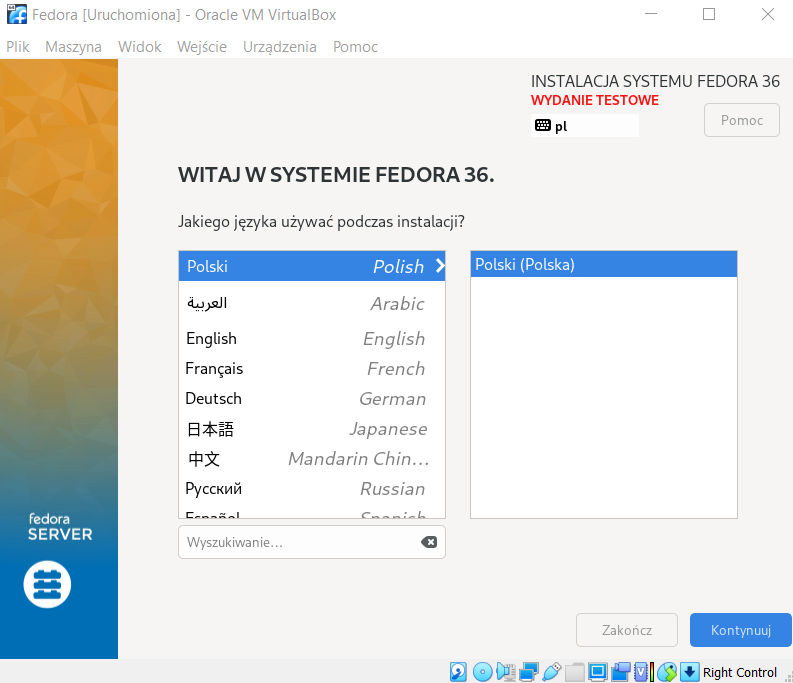 Fedora [Uruchomiona] - Oracle VM VirtualBox
Plik Maszyna Widok Wejście Urządzenia Pomoc
INSTALACJA SYSTEMU FEDORA 36
WYDANIE TESTOWE
pl
Pomoc
WITAJ W SYSTEMIE FEDORA 36.
Jakiego języka używać podczas instalacji?
Polski Polish
Polski (Polska)
العربية Arabic
English English
Français French
Deutsch German
日本語 Japanese
中文 Mandarin Chin…
Русский Russian
Español Spanish
Wyszukiwanie…
fedora
SERVER
Zakończ
Kontynuuj
Right Control